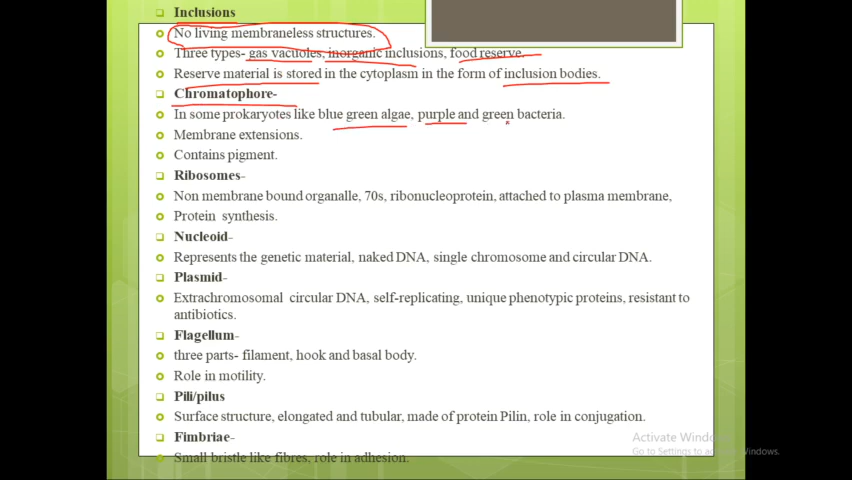 Inclusions
No living membraneless structures.
Three types- gas vacuoles, inorganic inclusions, food reserve.
Reserve material is stored in the cytoplasm in the form of inclusion bodies.
Chromatophore-
In some prokaryotes like blue green algae, purple and green bacteria.
Membrane extensions.
Contains pigment.
Ribosomes-
Non membrane bound organalle, 70s, ribonucleoprotein, attached to plasma membrane,
Protein synthesis.
Nucleoid-
Represents the genetic material, naked DNA, single chromosome and circular DNA.
Plasmid-
Extrachromosomal circular DNA, self-replicating, unique phenotypic proteins, resistant to
antibiotics.
Flagellum-
three parts- filament, hook and basal body.
Role in motility.
Pili/pilus
Surface structure, elongated and tubular, made of protein Pilin, role in conjugation.
Fimbriae-
Small bristle like fibres, role in adhesion.
Activate Windows
Go to Settings to activate Windows.